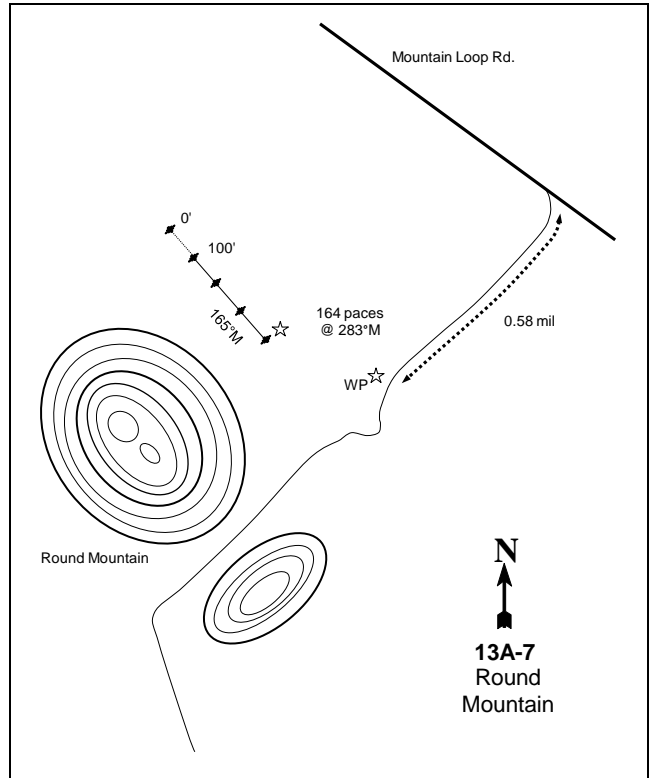 Mountain Loop Rd.
0'
100'
165°M
164 paces
@ 283°M
0.58 mil
WP
Round Mountain
N
13A-7
Round
Mountain